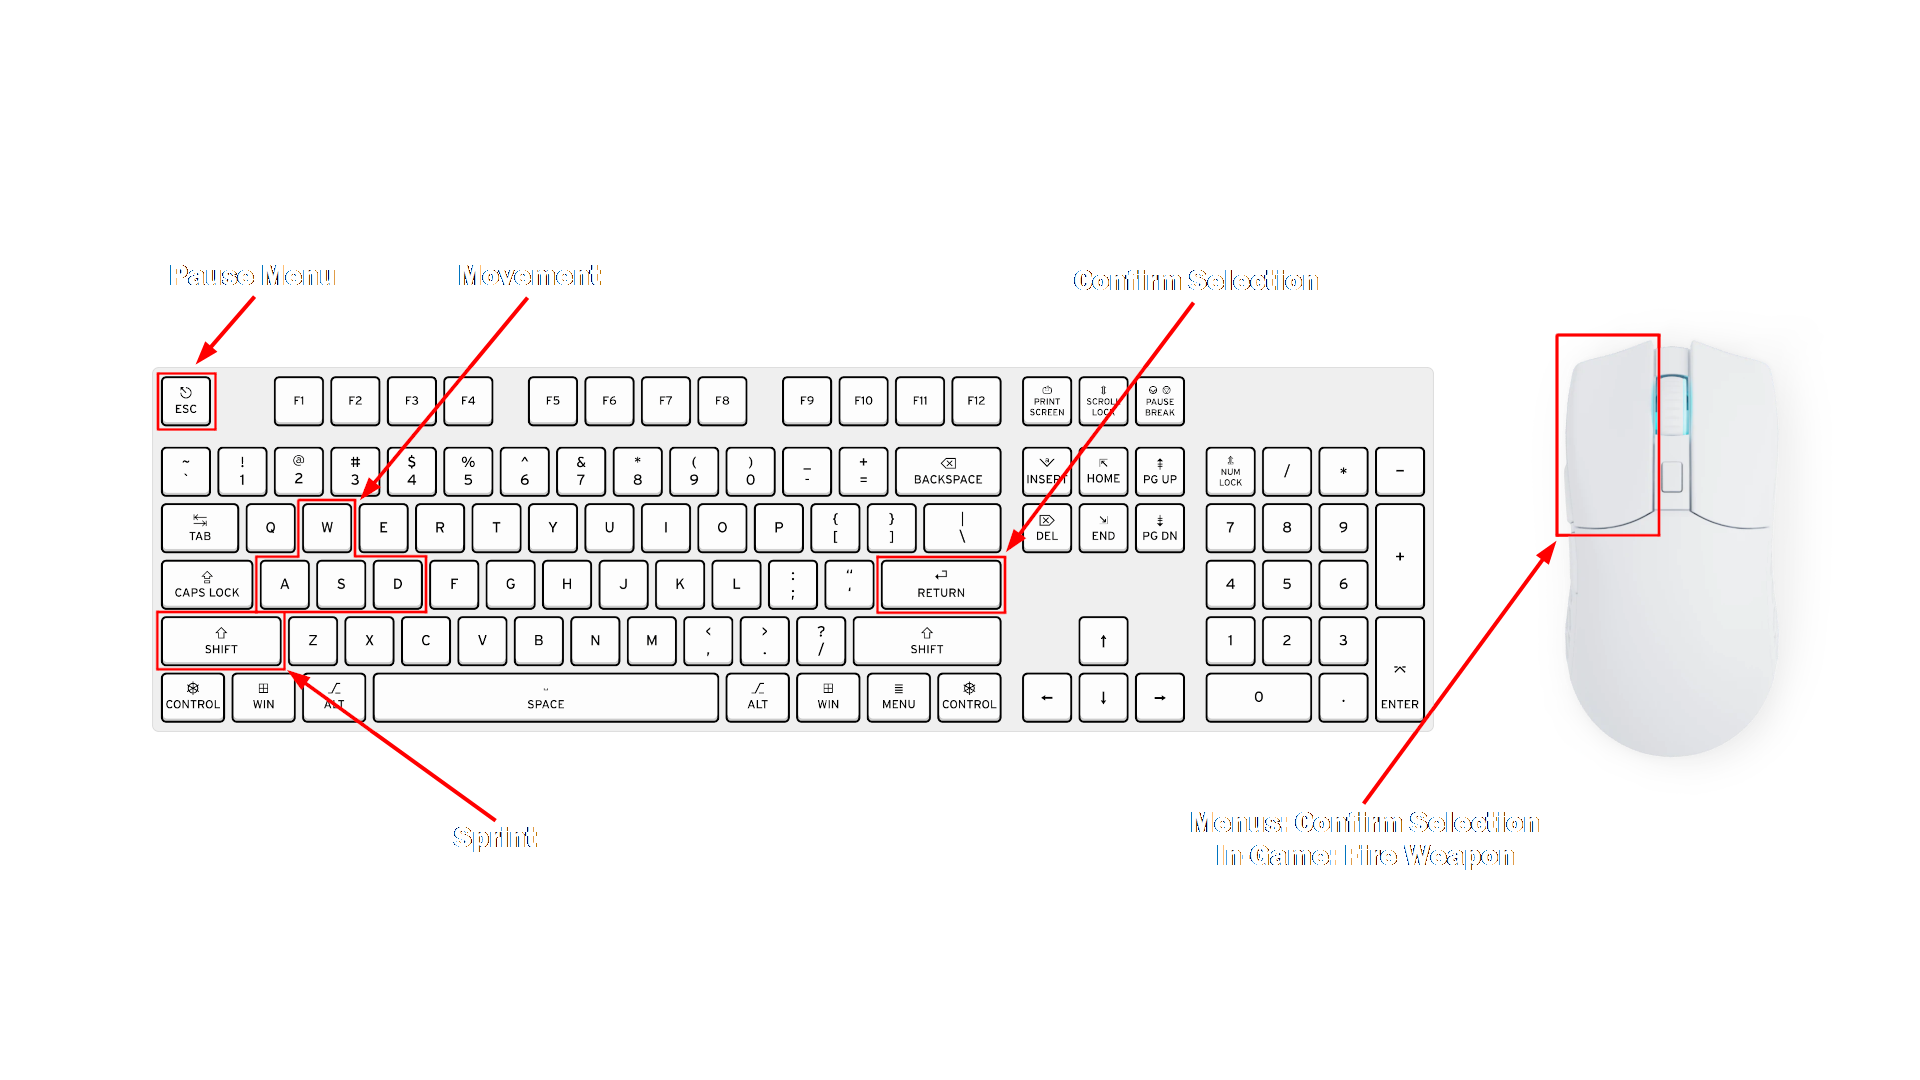 Pause Menu
Movement
Confirm Selection
ESC
F1 F2 F3 F4 F5 F6 F7 F8 F9 F10 F11 F12
PRINT SCREEN
SCROLL LOCK
PAUSE BREAK
~ `
! 1
@ 2
# 3
$ 4
% 5
^ 6
& 7
* 8
( 9
) 0
_ -
+ =
BACKSPACE
INSERT
HOME
PG UP
NUM LOCK
/ * −
TAB
Q W E R T Y U I O P
{ [
} ]
| \
DEL
END
PG DN
7 8 9 +
CAPS LOCK
A S D F G H J K L
: ;
“ ‘
RETURN
4 5 6
SHIFT
Z X C V B N M
< ,
> .
? /
SHIFT
↑
1 2 3
CONTROL
WIN
ALT
SPACE
ALT
WIN
MENU
CONTROL
← ↓ →
0 .
ENTER
Sprint
Menus: Confirm Selection
In Game: Fire Weapon